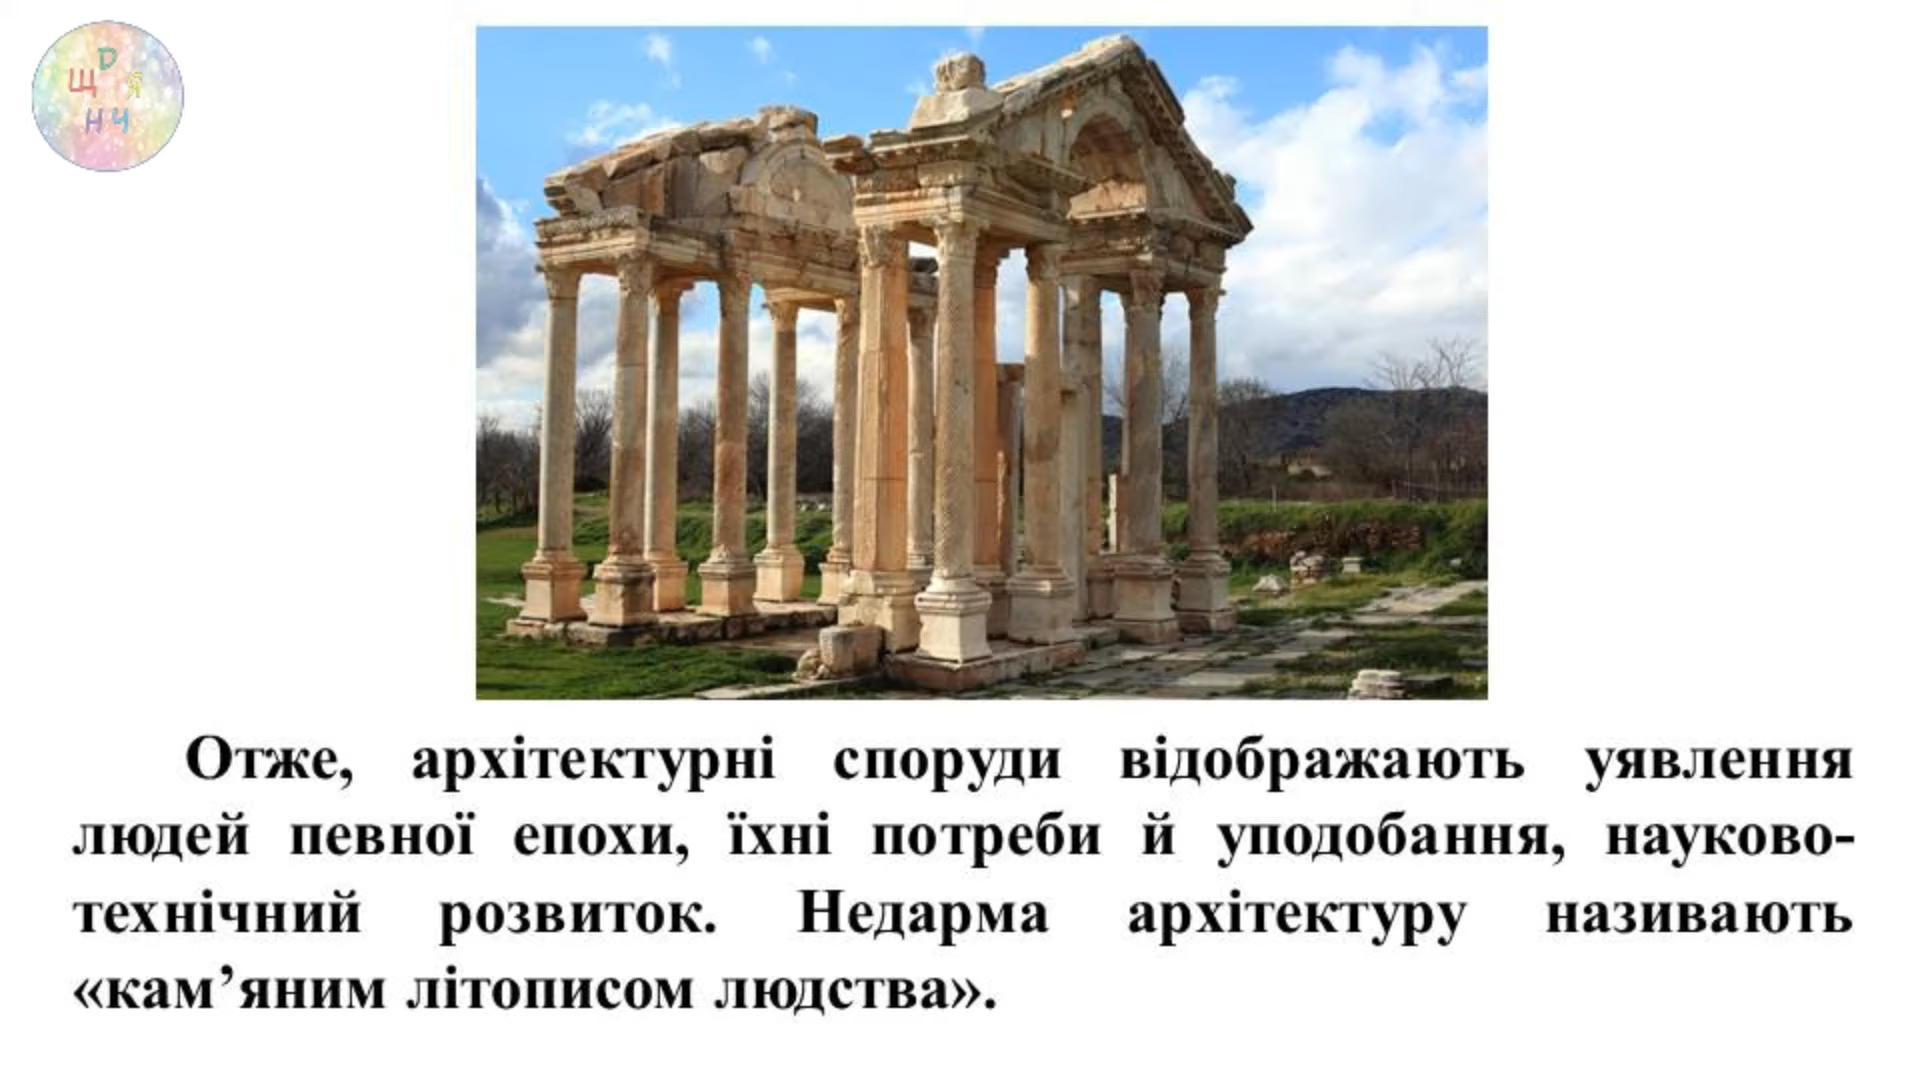 D
Щ Я
Н Ч
Отже, архітектурні споруди відображають уявлення
людей певної епохи, їхні потреби й уподобання, науково-
технічний розвиток. Недарма архітектуру називають
«кам’яним літописом людства».